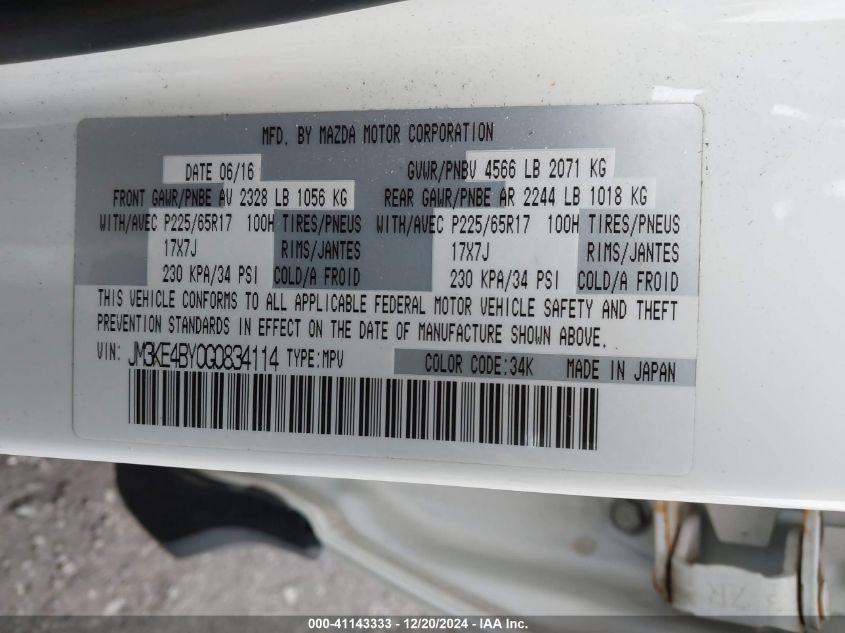 MFD. BY MAZDA MOTOR CORPORATION
DATE 06/16 GVWR/PNBV 4566 LB 2071 KG
FRONT GAWR/PNBE AV 2328 LB 1056 KG REAR GAWR/PNBE AR 2244 LB 1018 KG
WITH/AVEC P225/65R17 100H TIRES/PNEUS WITH/AVEC P225/65R17 100H TIRES/PNEUS
17X7J RIMS/JANTES 17X7J RIMS/JANTES
230 KPA/34 PSI COLD/A FROID 230 KPA/34 PSI COLD/A FROID
THIS VEHICLE CONFORMS TO ALL APPLICABLE FEDERAL MOTOR VEHICLE SAFETY AND THEFT
PREVENTION STANDARDS IN EFFECT ON THE DATE OF MANUFACTURE SHOWN ABOVE.
VIN: JM3KE4BY0G0834114 TYPE:MPV COLOR CODE:34K MADE IN JAPAN
000-41143333 - 12/20/2024 - IAA Inc.